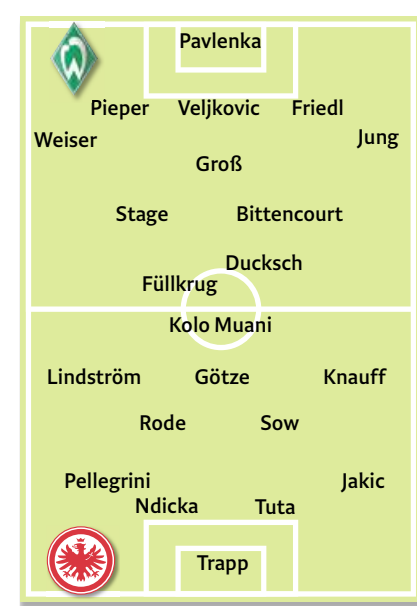 Pavlenka
Pieper Veljkovic Friedl
Weiser Jung
Groß
Stage Bittencourt
Ducksch
Füllkrug
Kolo Muani
Lindström Götze Knauff
Rode Sow
Pellegrini Jakic
Ndicka Tuta
Trapp